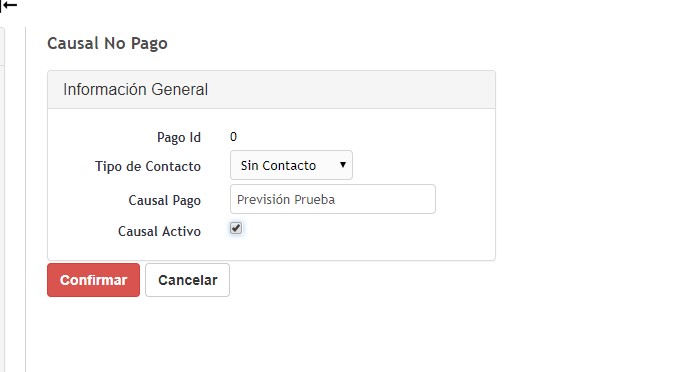 Causal No Pago
Información General
Pago Id 0
Tipo de Contacto Sin Contacto
Causal Pago Previsión Prueba
Causal Activo
Confirmar Cancelar